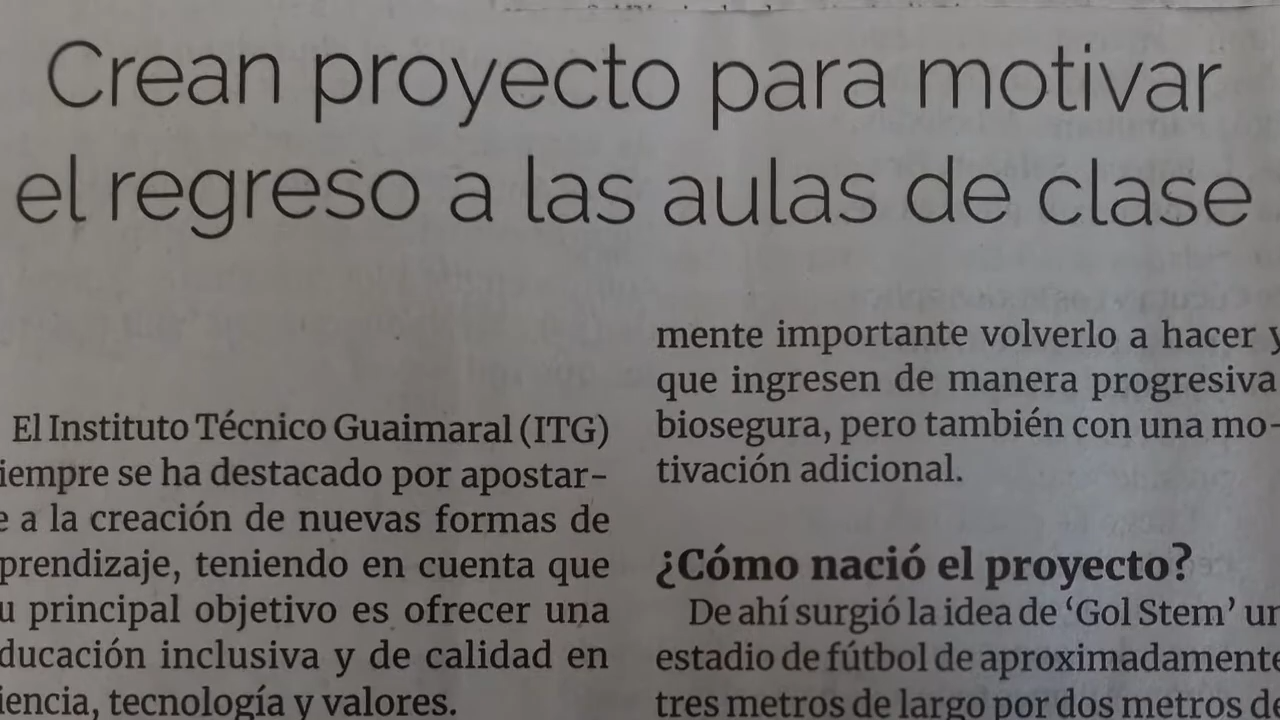 Crean proyecto para motivar
el regreso a las aulas de clase
El Instituto Técnico Guaimaral (ITG)
iempre se ha destacado por apostar-
e a la creación de nuevas formas de
prendizaje, teniendo en cuenta que
u principal objetivo es ofrecer una
ducación inclusiva y de calidad en
iencia, tecnología y valores.
mente importante volverlo a hacer y
que ingresen de manera progresiva
biosegura, pero también con una mo-
tivación adicional.
¿Cómo nació el proyecto?
De ahí surgió la idea de ‘Gol Stem’ un
estadio de fútbol de aproximadamente
tres metros de largo por dos metros de